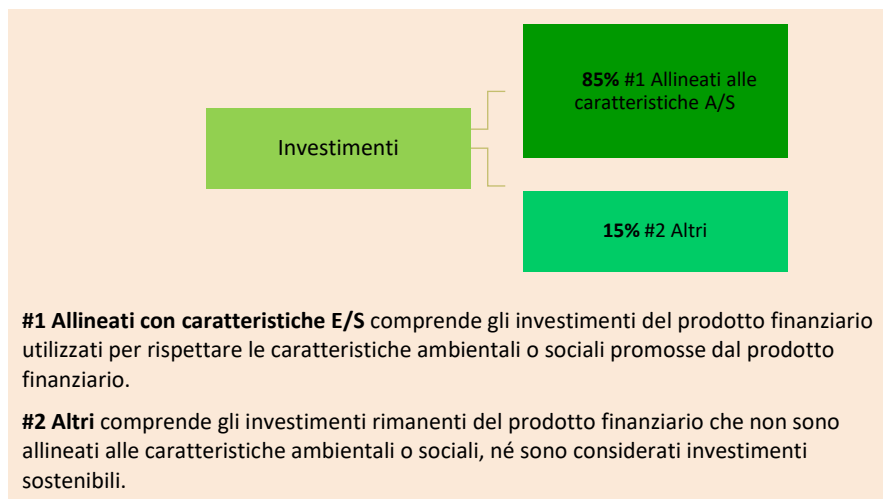 85% #1 Allineati alle
caratteristiche A/S
Investimenti
15% #2 Altri
#1 Allineati con caratteristiche E/S comprende gli investimenti del prodotto finanziario
utilizzati per rispettare le caratteristiche ambientali o sociali promosse dal prodotto
finanziario.
#2 Altri comprende gli investimenti rimanenti del prodotto finanziario che non sono
allineati alle caratteristiche ambientali o sociali, né sono considerati investimenti
sostenibili.